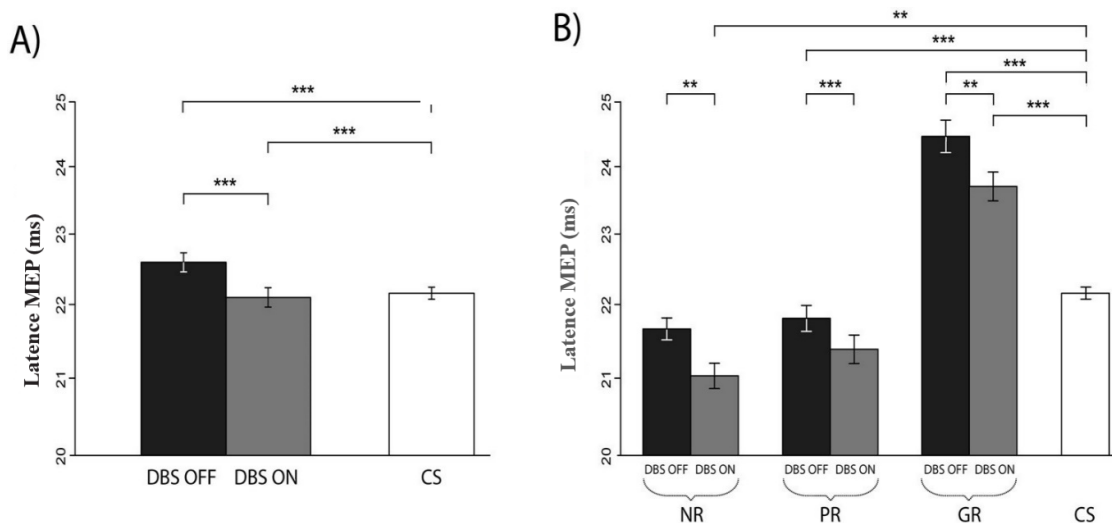 A)
Latence MEP (ms)
25
24
23
22
21
20
***
***
***
DBS OFF DBS ON CS
B)
Latence MEP (ms)
25
24
23
22
21
20
**
***
***
** *** **
***
DBS OFF DBS ON DBS OFF DBS ON DBS OFF DBS ON
NR PR GR CS